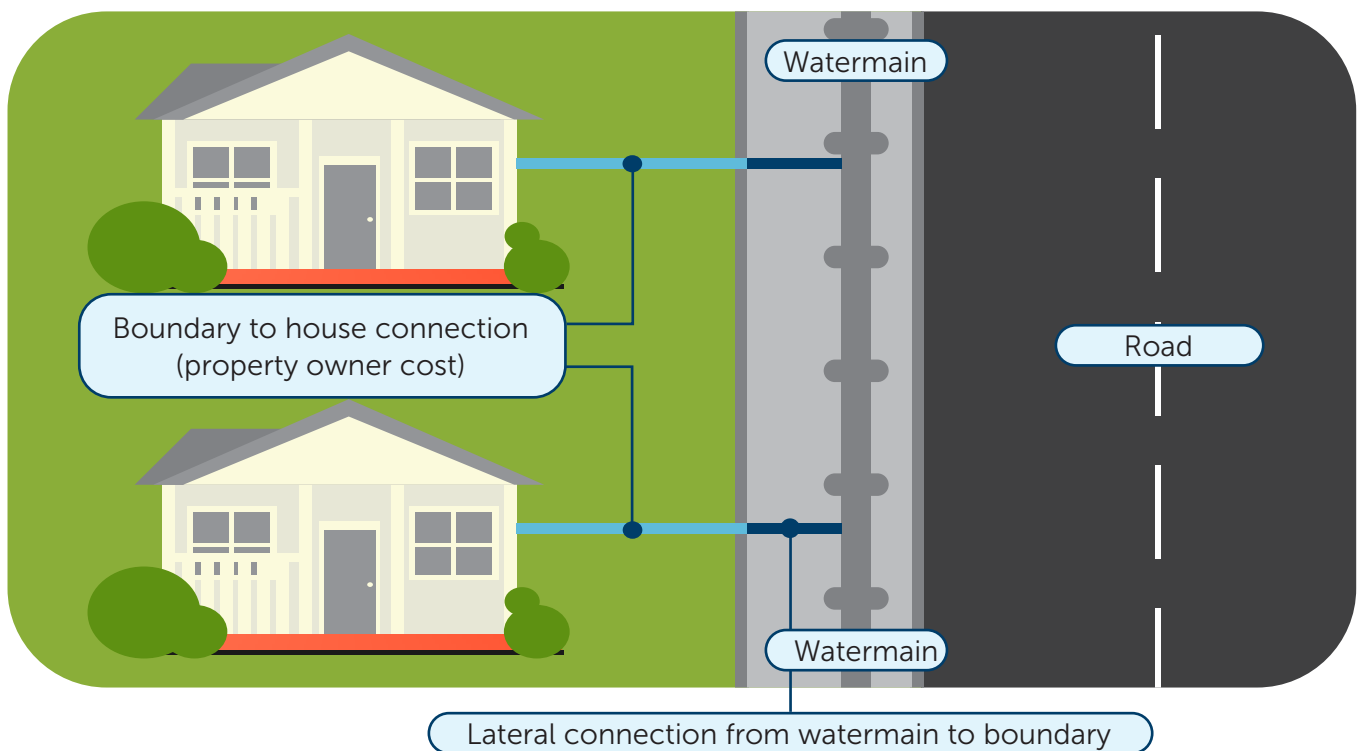 Watermain
Boundary to house connection
(property owner cost)
Road
Watermain
Lateral connection from watermain to boundary